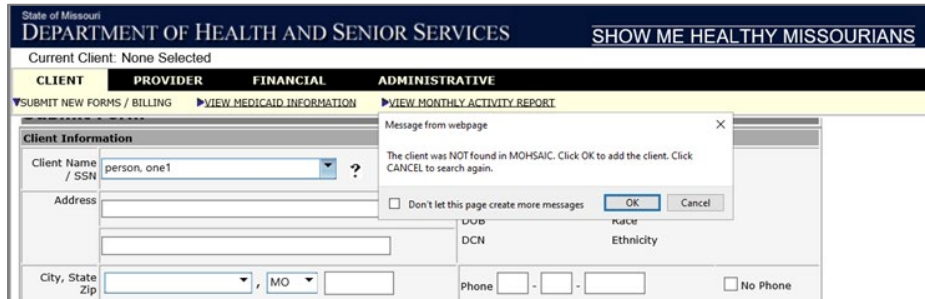 State of Missouri
DEPARTMENT OF HEALTH AND SENIOR SERVICES
SHOW ME HEALTHY MISSOURIANS
Current Client: None Selected
CLIENT PROVIDER FINANCIAL ADMINISTRATIVE
SUBMIT NEW FORMS / BILLING VIEW MEDICAID INFORMATION VIEW MONTHLY ACTIVITY REPORT
Client Information
Client Name / SSN
person, one1
?
Message from webpage
The client was NOT found in MOHSAIC. Click OK to add the client. Click
CANCEL to search again.
Don't let this page create more messages
OK Cancel
Address
DOB Race
DCN Ethnicity
City, State
Zip
, MO
Phone - -
No Phone